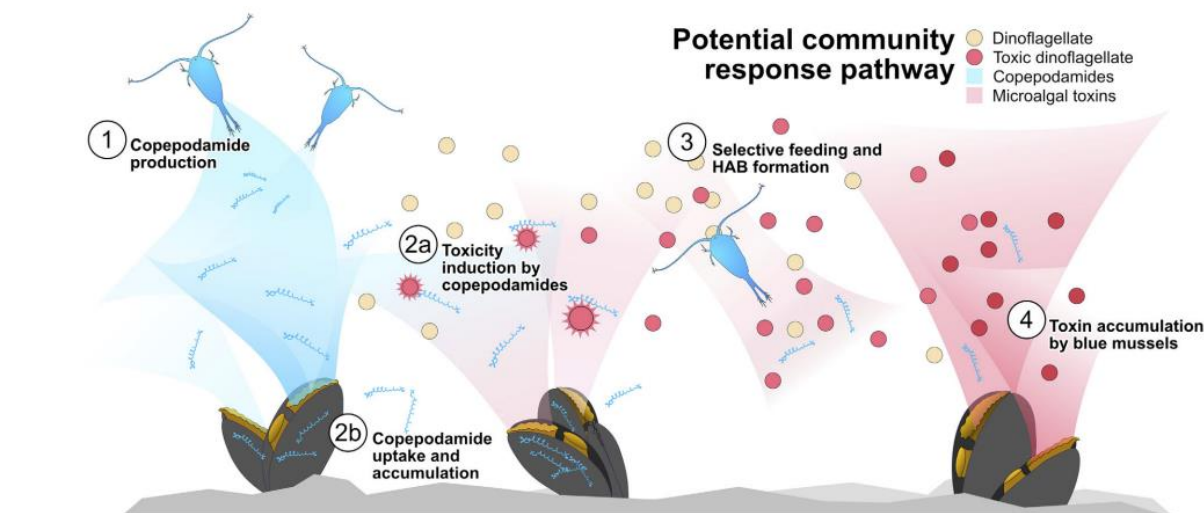 Potential community
response pathway
Dinoflagellate
Toxic dinoflagellate
Copepodamides
Microalgal toxins
1
Copepodamide
production
2a
Toxicity
induction by
copepodamides
2b
Copepodamide
uptake and
accumulation
3
Selective feeding and
HAB formation
4
Toxin accumulation
by blue mussels